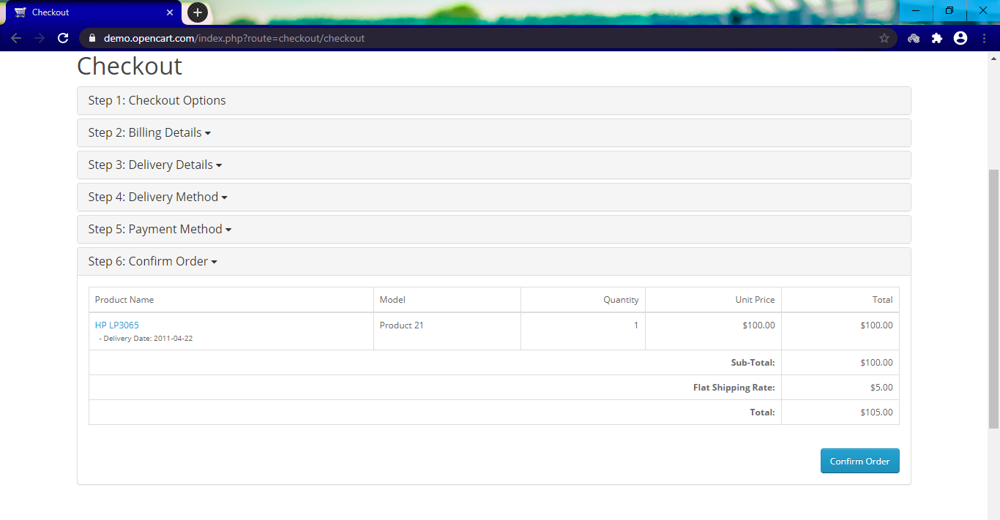 Checkout
demo.opencart.com/index.php?route=checkout/checkout
Checkout
Step 1: Checkout Options
Step 2: Billing Details
Step 3: Delivery Details
Step 4: Delivery Method
Step 5: Payment Method
Step 6: Confirm Order
Product Name Model Quantity Unit Price Total
HP LP3065 Product 21 1 $100.00 $100.00
- Delivery Date: 2011-04-22
Sub-Total: $100.00
Flat Shipping Rate: $5.00
Total: $105.00
Confirm Order